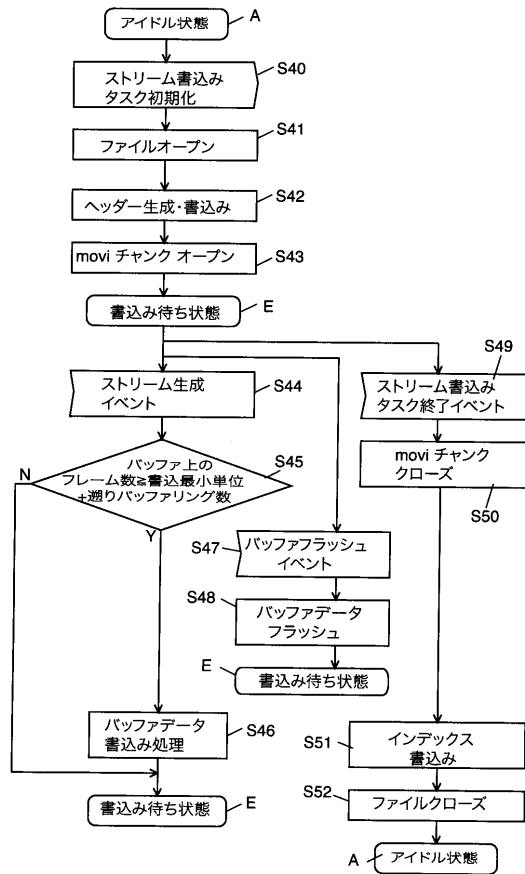 アイドル状態
A
ストリーム書込み
タスク初期化
S40
ファイルオープン
S41
ヘッダー生成・書込み
S42
movi チャンク オープン
S43
書込み待ち状態
E
ストリーム生成
イベント
S44
バッファ上の
フレーム数≧書込最小単位
+遡りバッファリング数
S45
N
Y
バッファデータ
書込み処理
S46
書込み待ち状態
E
S47
バッファフラッシュ
イベント
S48
バッファデータ
フラッシュ
E
書込み待ち状態
S49
ストリーム書込み
タスク終了イベント
movi チャンク
クローズ
S50
S51
インデックス
書込み
S52
ファイルクローズ
A
アイドル状態